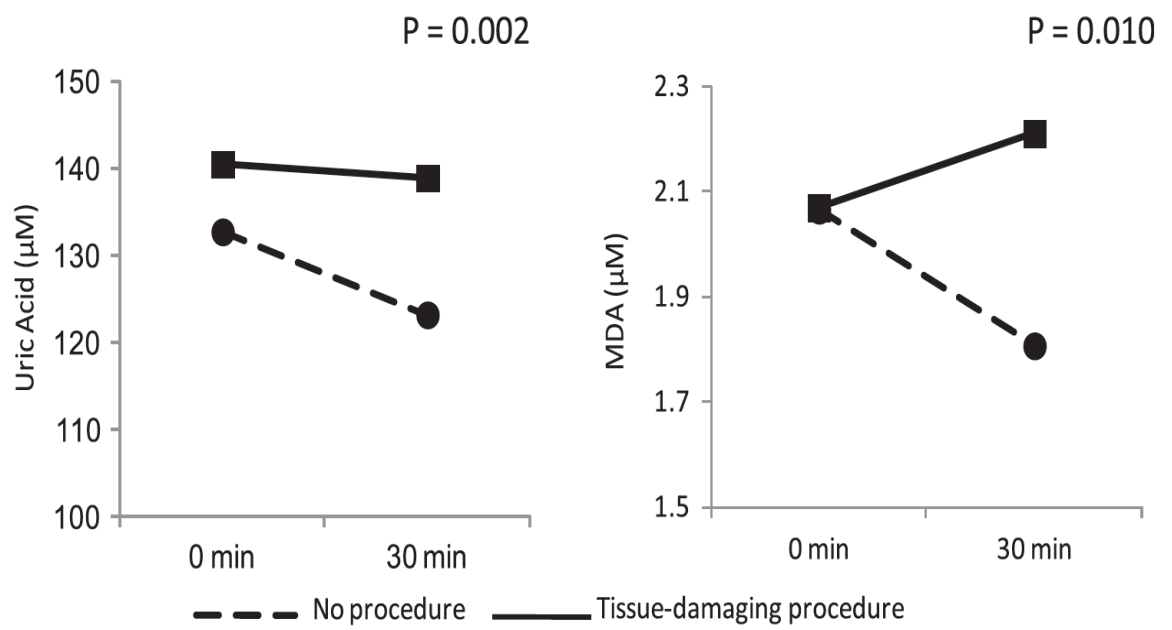 P = 0.002
150
140
130
120
110
100
Uric Acid (µM)
0 min 30 min
P = 0.010
2.3
2.1
1.9
1.7
1.5
MDA (µM)
0 min 30 min
No procedure Tissue-damaging procedure